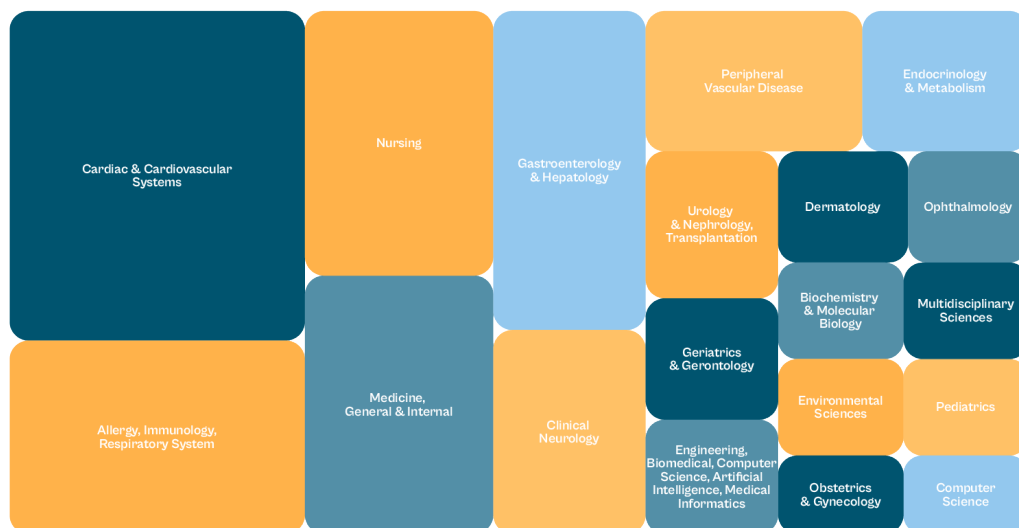 Cardiac & Cardiovascular
Systems
Nursing
Gastroenterology
& Hepatology
Peripheral
Vascular Disease
Endocrinology
& Metabolism
Urology
& Nephrology,
Transplantation
Dermatology
Ophthalmology
Biochemistry
& Molecular
Biology
Multidisciplinary
Sciences
Geriatrics
& Gerontology
Allergy, Immunology,
Respiratory System
Medicine,
General & Internal
Clinical
Neurology
Environmental
Sciences
Pediatrics
Engineering,
Biomedical, Computer
Science, Artificial
Intelligence, Medical
Informatics
Obstetrics
& Gynecology
Computer
Science